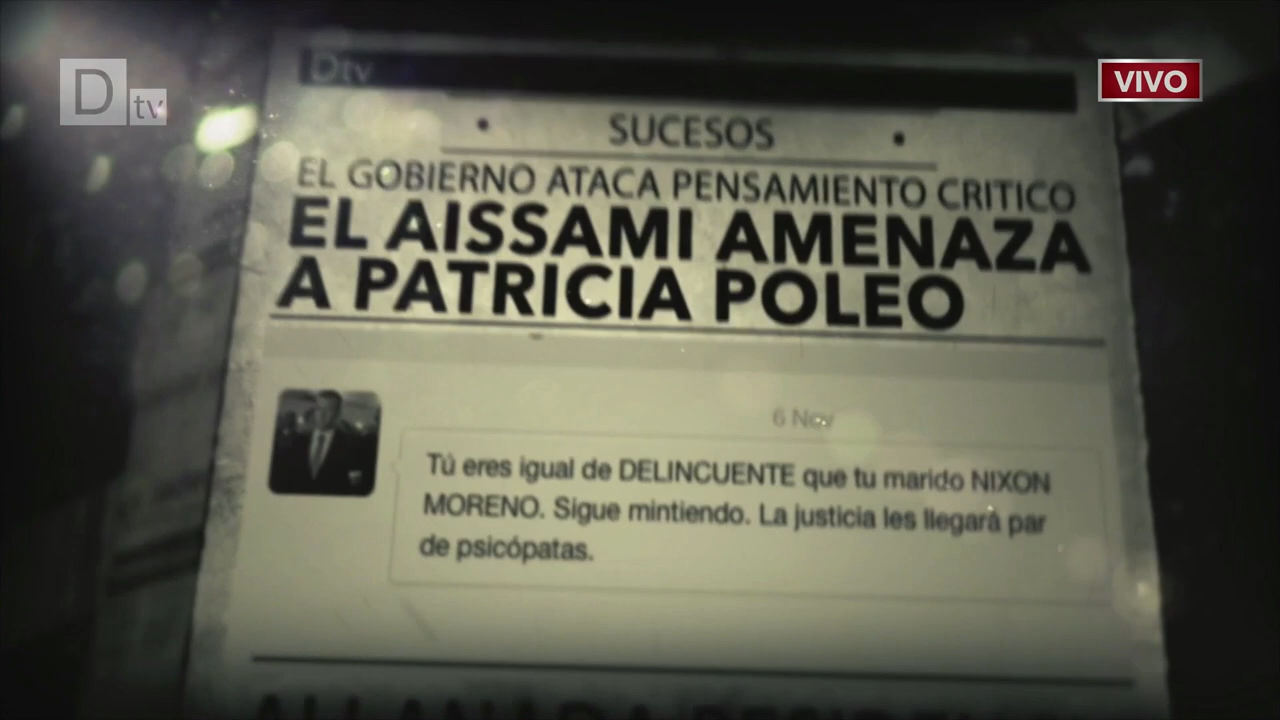 D tv
VIVO
Dtv
• SUCESOS •
EL GOBIERNO ATACA PENSAMIENTO CRITICO
EL AISSAMI AMENAZA
A PATRICIA POLEO
6 Nov
Tú eres igual de DELINCUENTE que tu marido NIXON
MORENO. Sigue mintiendo. La justicia les llegará par
de psicópatas.